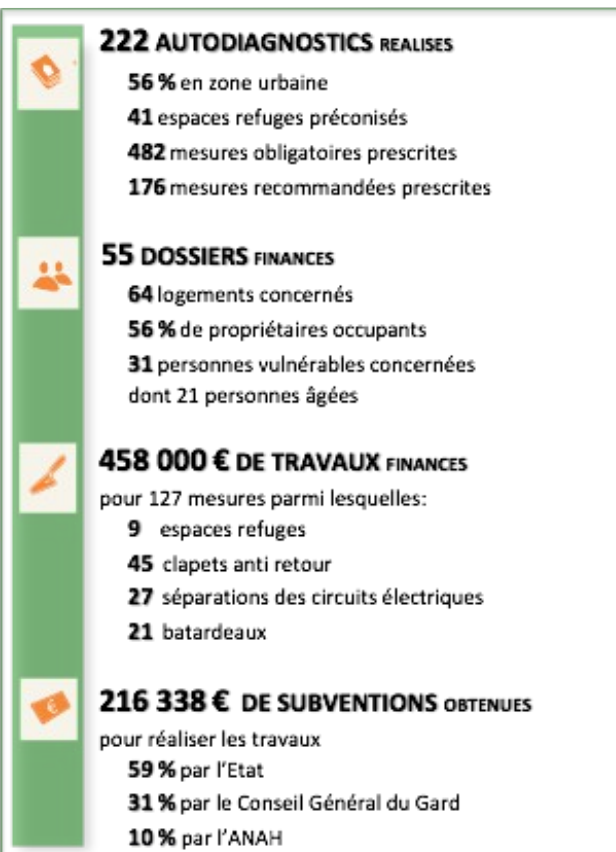 222 AUTODIAGNOSTICS REALISES
56 % en zone urbaine
41 espaces refuges préconisés
482 mesures obligatoires prescrites
176 mesures recommandées prescrites
55 DOSSIERS FINANCES
64 logements concernés
56 % de propriétaires occupants
31 personnes vulnérables concernées
dont 21 personnes âgées
458 000 € DE TRAVAUX FINANCES
pour 127 mesures parmi lesquelles:
9 espaces refuges
45 clapets anti retour
27 séparations des circuits électriques
21 batardeaux
216 338 € DE SUBVENTIONS OBTENUES
pour réaliser les travaux
59 % par l'Etat
31 % par le Conseil Général du Gard
10 % par l'ANAH